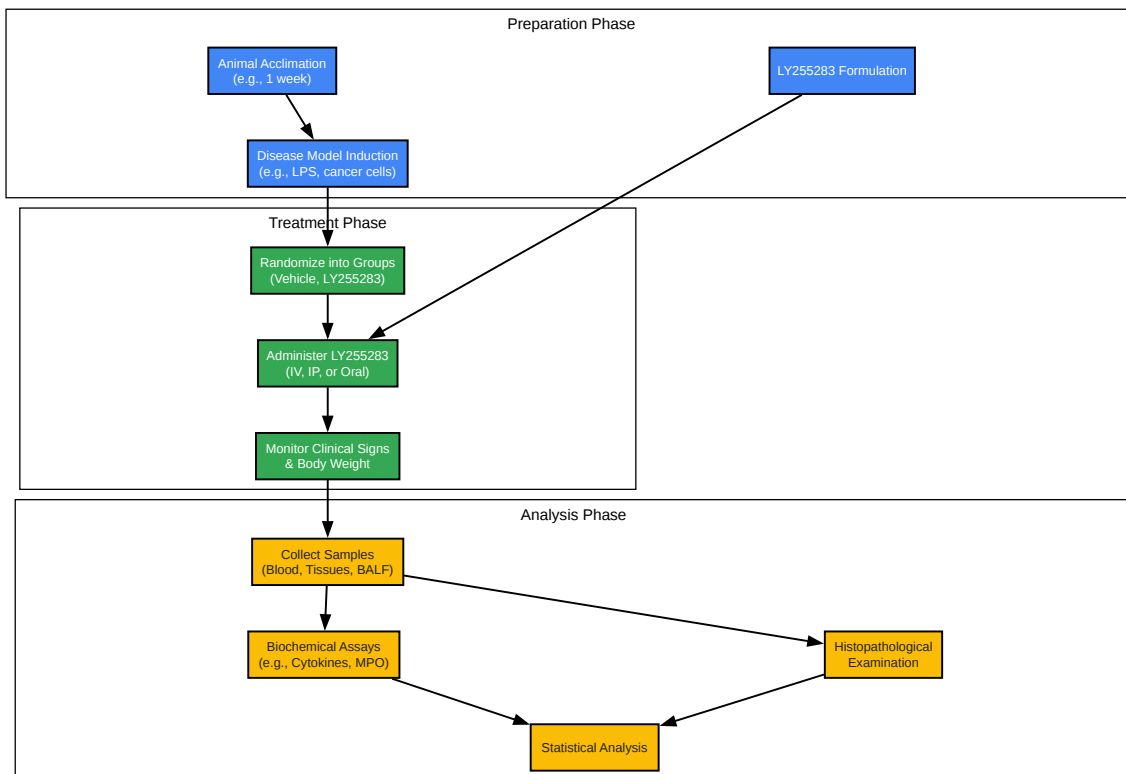 Preparation Phase
Animal Acclimation
(e.g., 1 week)
LY255283 Formulation
Disease Model Induction
(e.g., LPS, cancer cells)
Treatment Phase
Randomize into Groups
(Vehicle, LY255283)
Administer LY255283
(IV, IP, or Oral)
Monitor Clinical Signs
& Body Weight
Analysis Phase
Collect Samples
(Blood, Tissues, BALF)
Biochemical Assays
(e.g., Cytokines, MPO)
Histopathological
Examination
Statistical Analysis